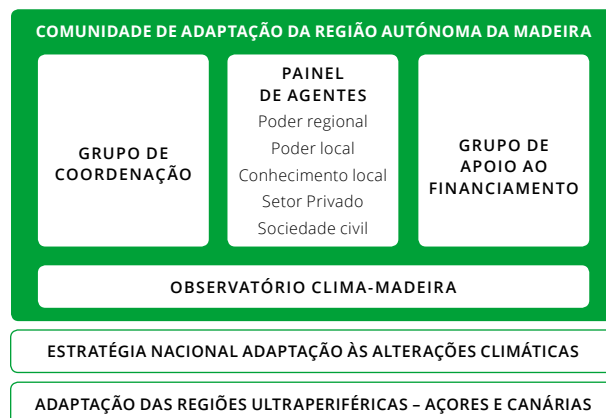 COMUNIDADE DE ADAPTAÇÃO DA REGIÃO AUTÓNOMA DA MADEIRA
GRUPO DE
COORDENAÇÃO
PAINEL
DE AGENTES
Poder regional
Poder local
Conhecimento local
Setor Privado
Sociedade civil
GRUPO DE
APOIO AO
FINANCIAMENTO
OBSERVATÓRIO CLIMA-MADEIRA
ESTRATÉGIA NACIONAL ADAPTAÇÃO ÀS ALTERAÇÕES CLIMÁTICAS
ADAPTAÇÃO DAS REGIÕES ULTRAPERIFÉRICAS – AÇORES E CANÁRIAS